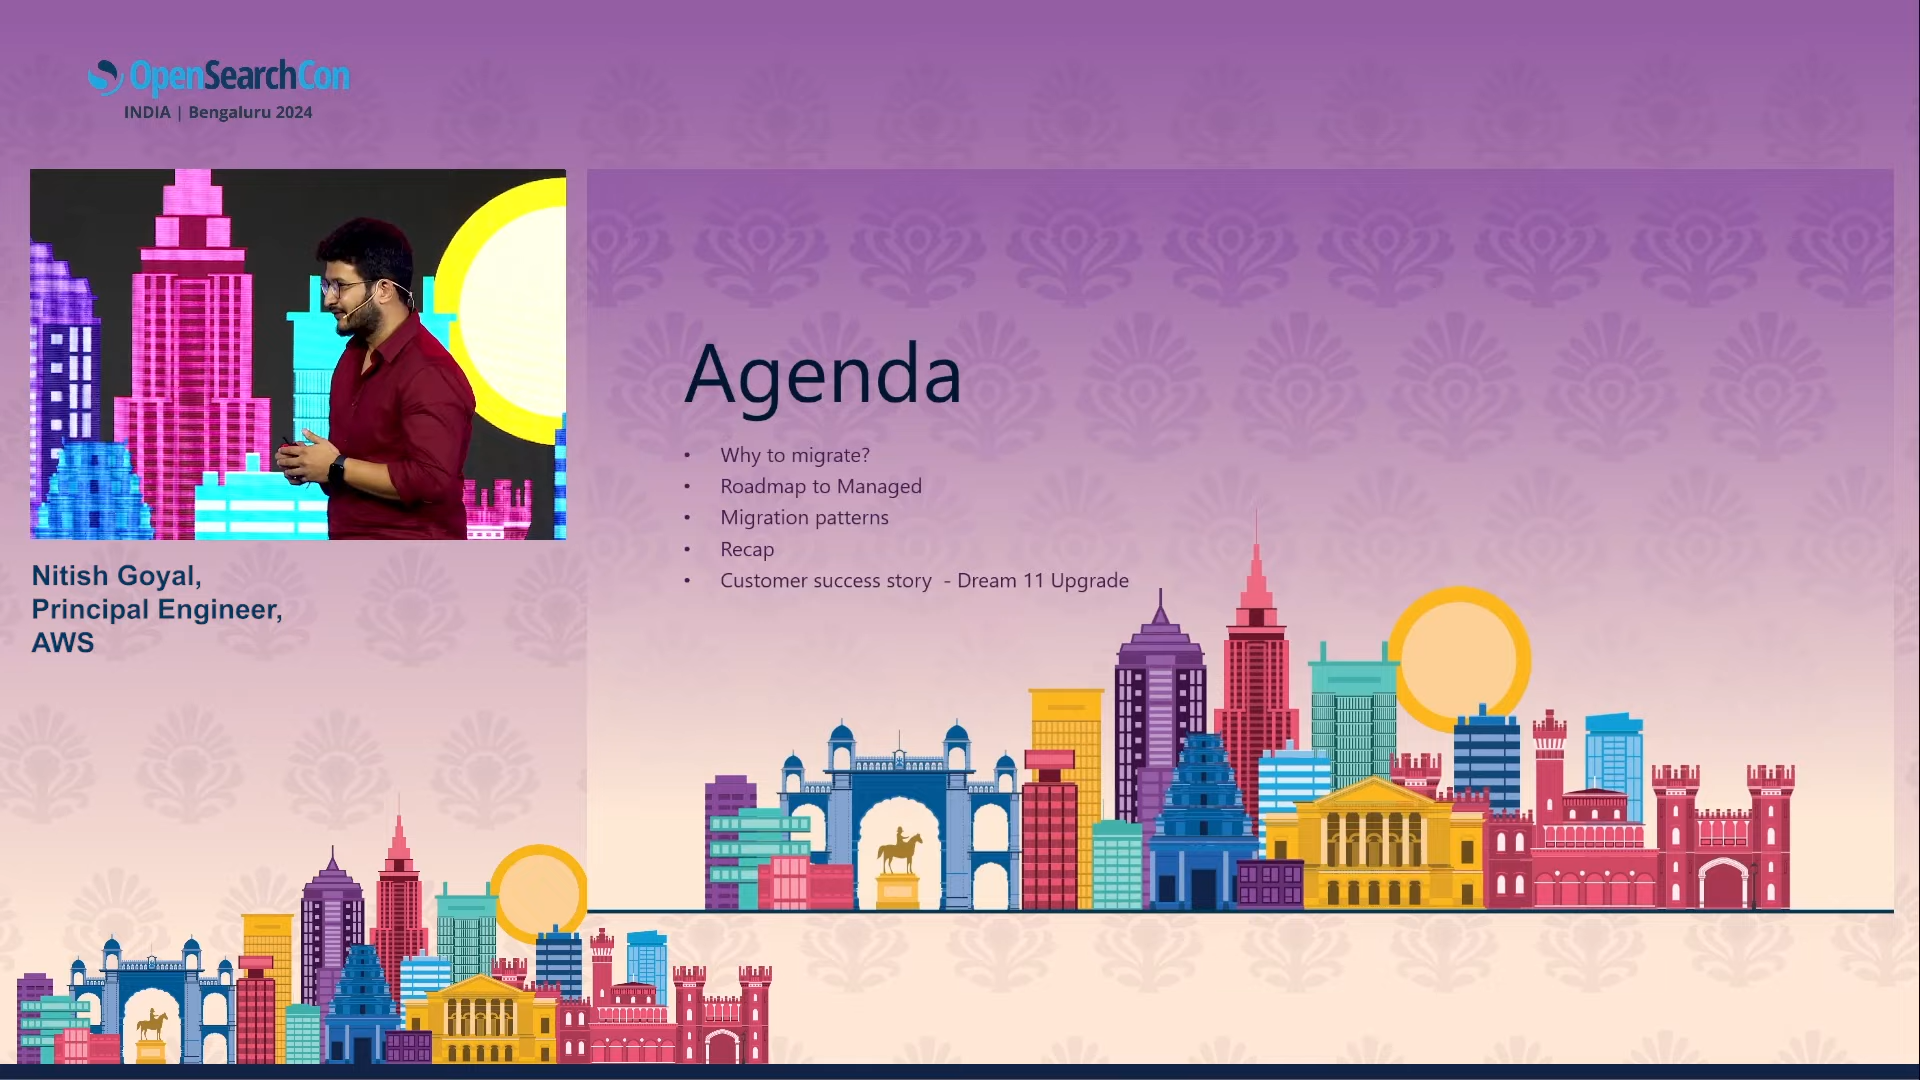 OpenSearchCon
INDIA | Bengaluru 2024
Nitish Goyal,
Principal Engineer,
AWS
Agenda
• Why to migrate?
• Roadmap to Managed
• Migration patterns
• Recap
• Customer success story - Dream 11 Upgrade